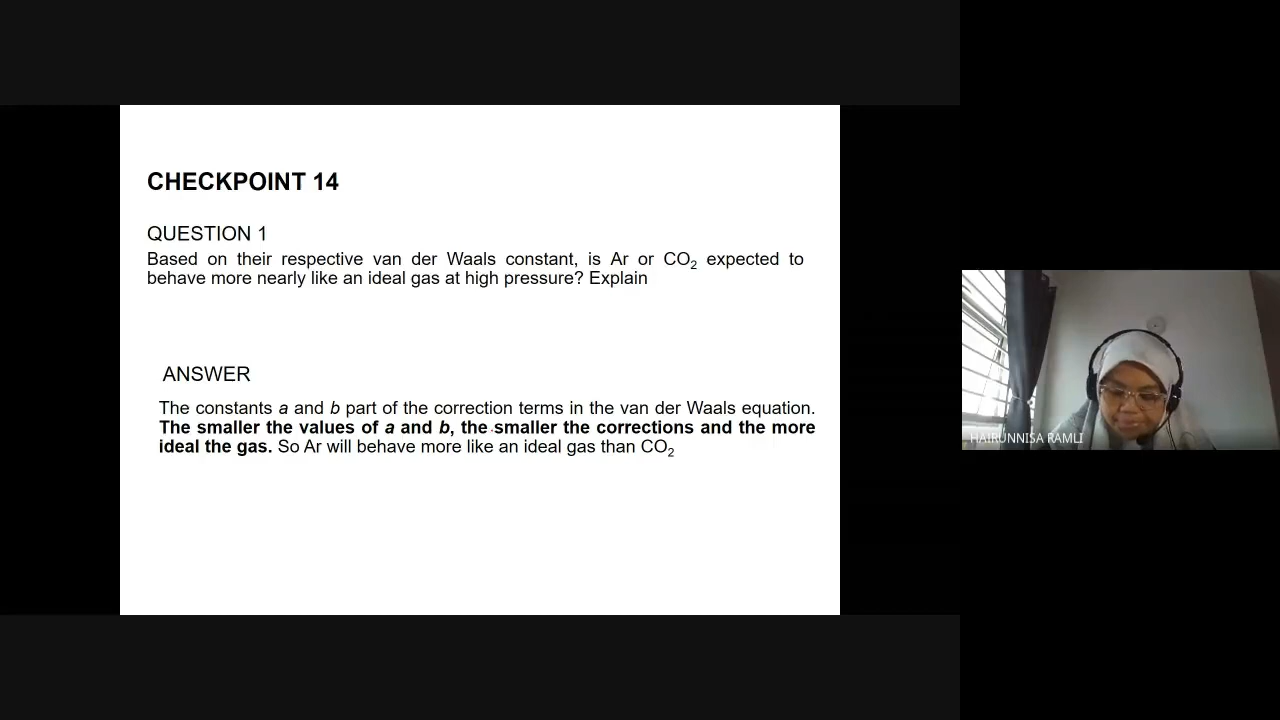 CHECKPOINT 14
QUESTION 1
Based on their respective van der Waals constant, is Ar or CO2 expected to
behave more nearly like an ideal gas at high pressure? Explain
ANSWER
The constants a and b part of the correction terms in the van der Waals equation.
The smaller the values of a and b, the smaller the corrections and the more
ideal the gas. So Ar will behave more like an ideal gas than CO2
HAIRUNNISA RAMLI